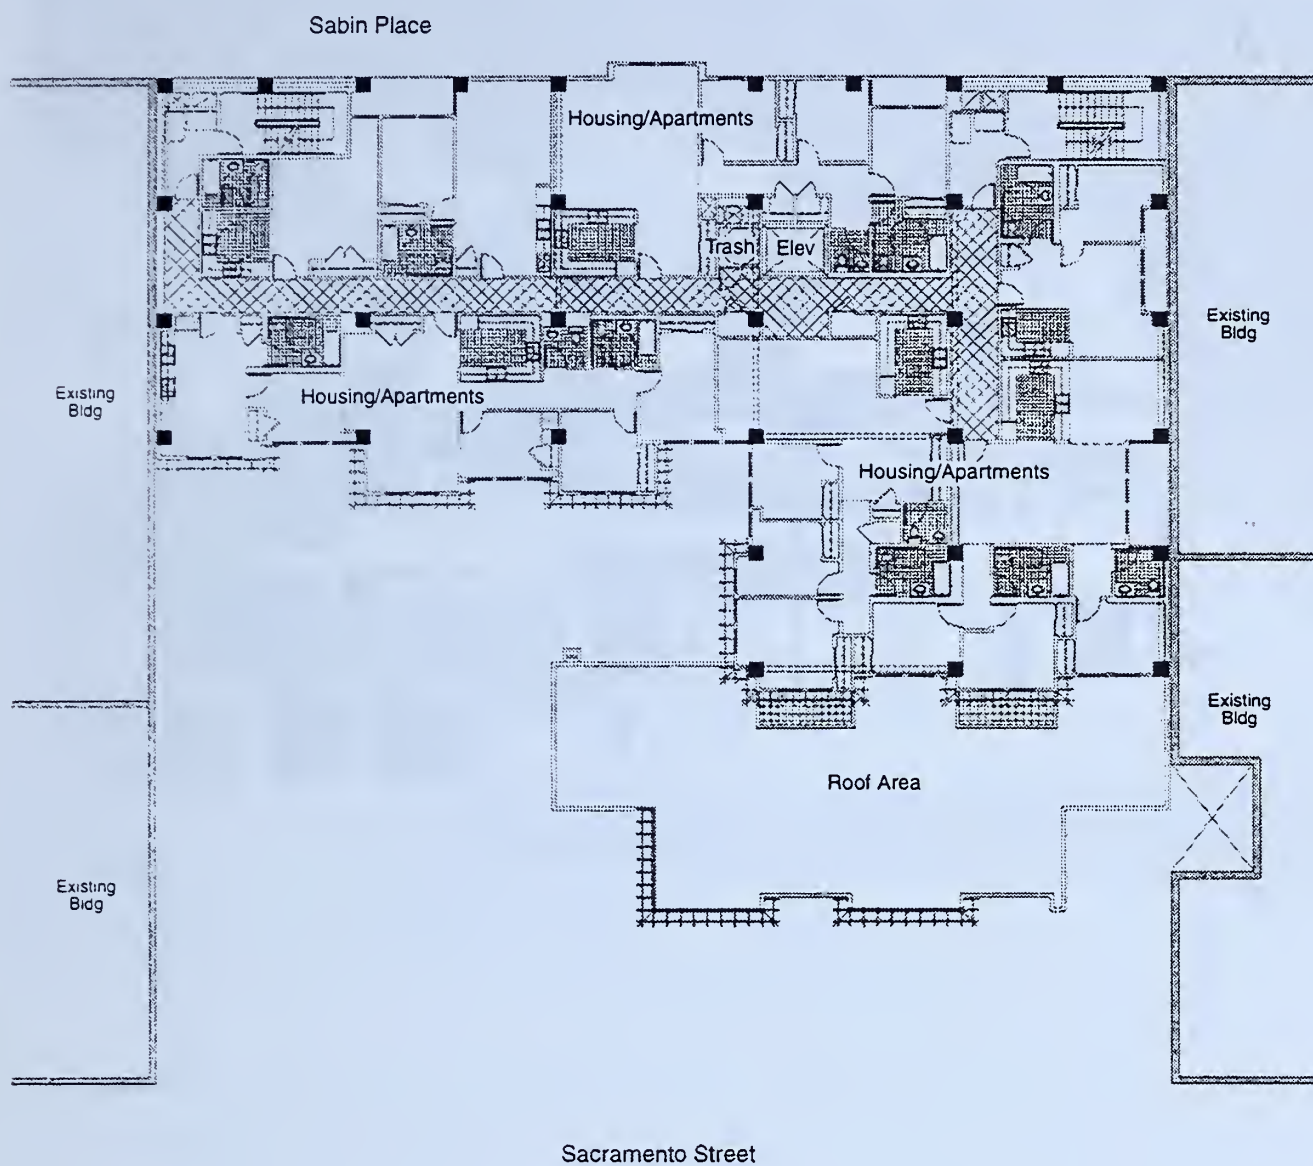 Sabin Place
Housing/Apartments
Trash
Elev
Existing
Bldg
Existing
Bldg
Housing/Apartments
Housing/Apartments
Existing
Bldg
Roof Area
Existing
Bldg
Sacramento Street